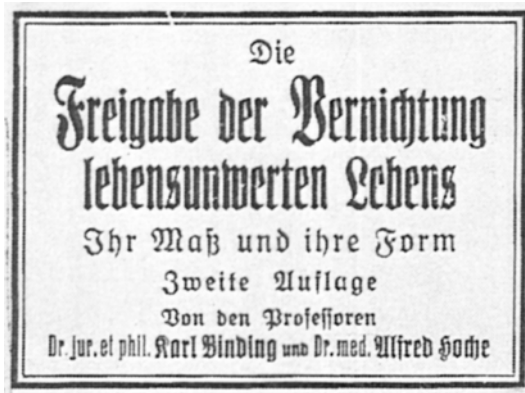 Die
Freigabe der Vernichtung
lebensunwerten Lebens
Ihr Maß und ihre Form
Zweite Auflage
Von den Professoren
Dr. jur. et phil. Karl Binding und Dr. med. Alfred Hoche